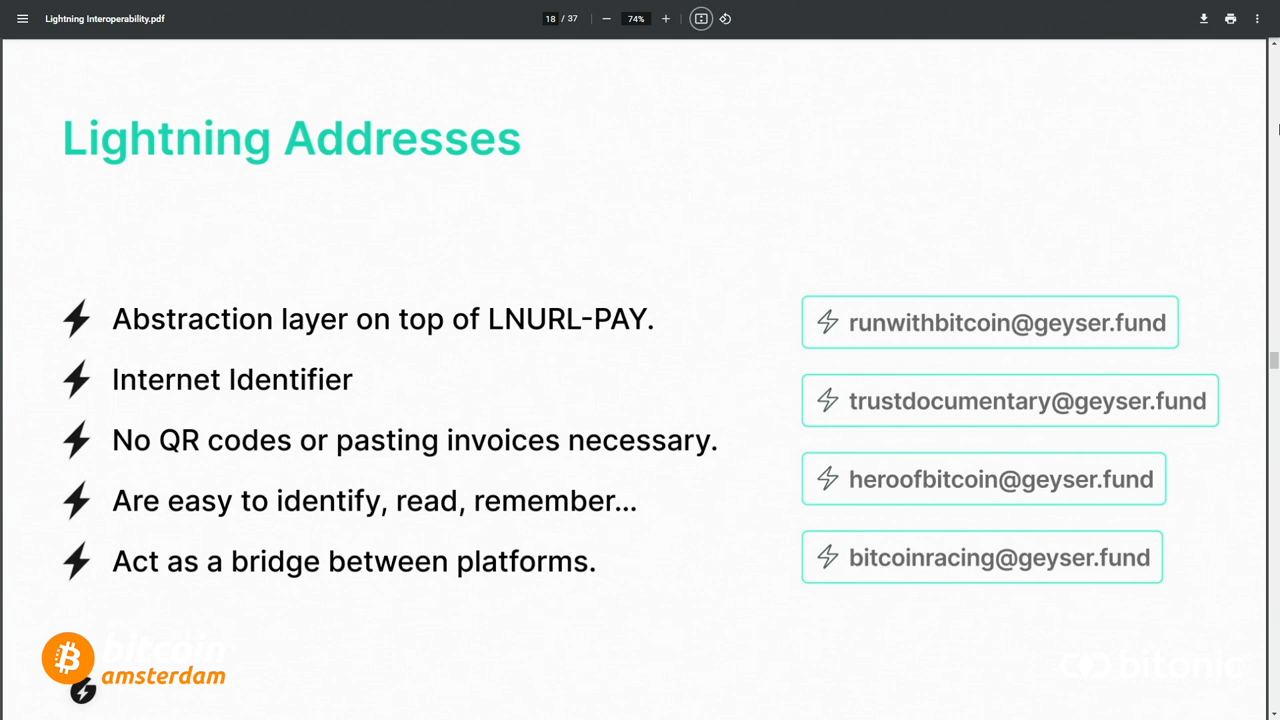 Lightning Interoperability.pdf
18 / 37
74%
Lightning Addresses
Abstraction layer on top of LNURL-PAY.
Internet Identifier
No QR codes or pasting invoices necessary.
Are easy to identify, read, remember...
Act as a bridge between platforms.
runwithbitcoin@geyser.fund
trustdocumentary@geyser.fund
heroofbitcoin@geyser.fund
bitcoinracing@geyser.fund
bitcoin
amsterdam
bitonic